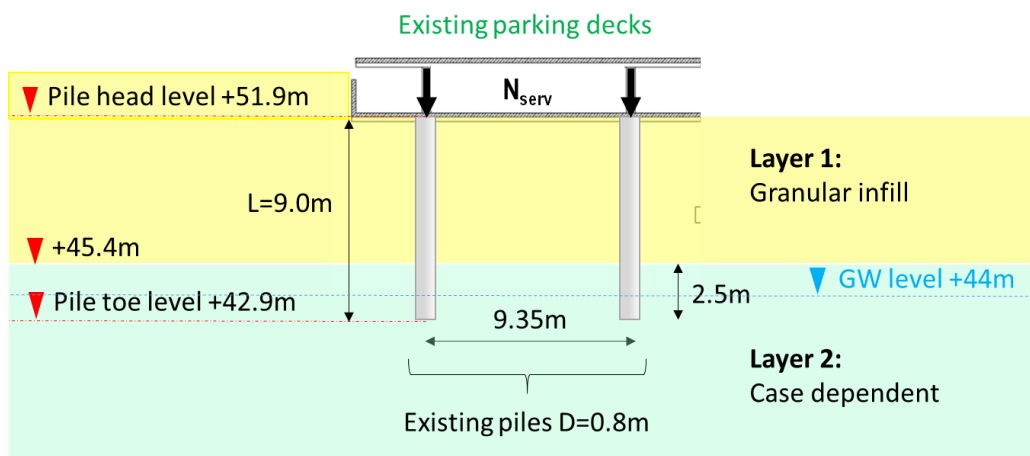 Existing parking decks
Pile head level +51.9m
N_serv
Layer 1:
Granular infill
L=9.0m
+45.4m
GW level +44m
Pile toe level +42.9m
2.5m
9.35m
Layer 2:
Case dependent
Existing piles D=0.8m